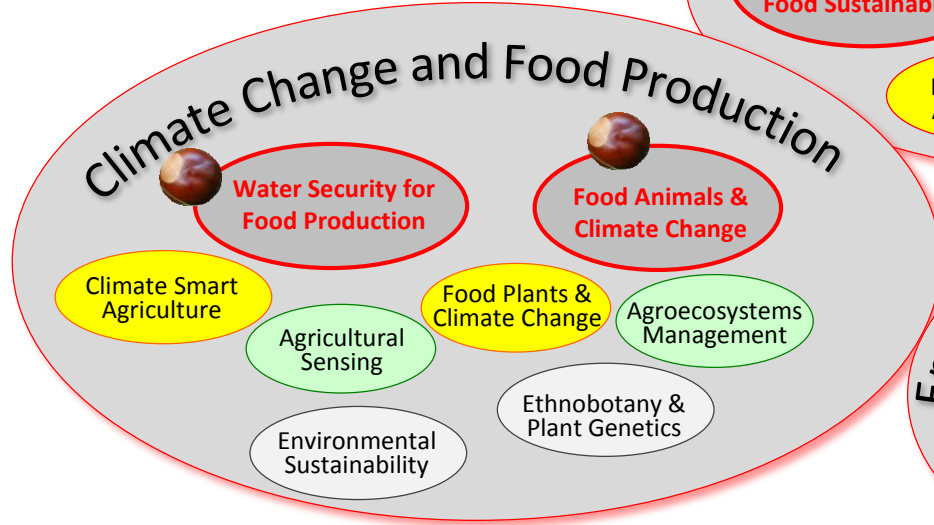 Climate Change and Food Production
Water Security for
Food Production
Food Animals &
Climate Change
Climate Smart
Agriculture
Food Plants &
Climate Change
Agroecosystems
Management
Agricultural
Sensing
Ethnobotany &
Plant Genetics
Environmental
Sustainability
Food